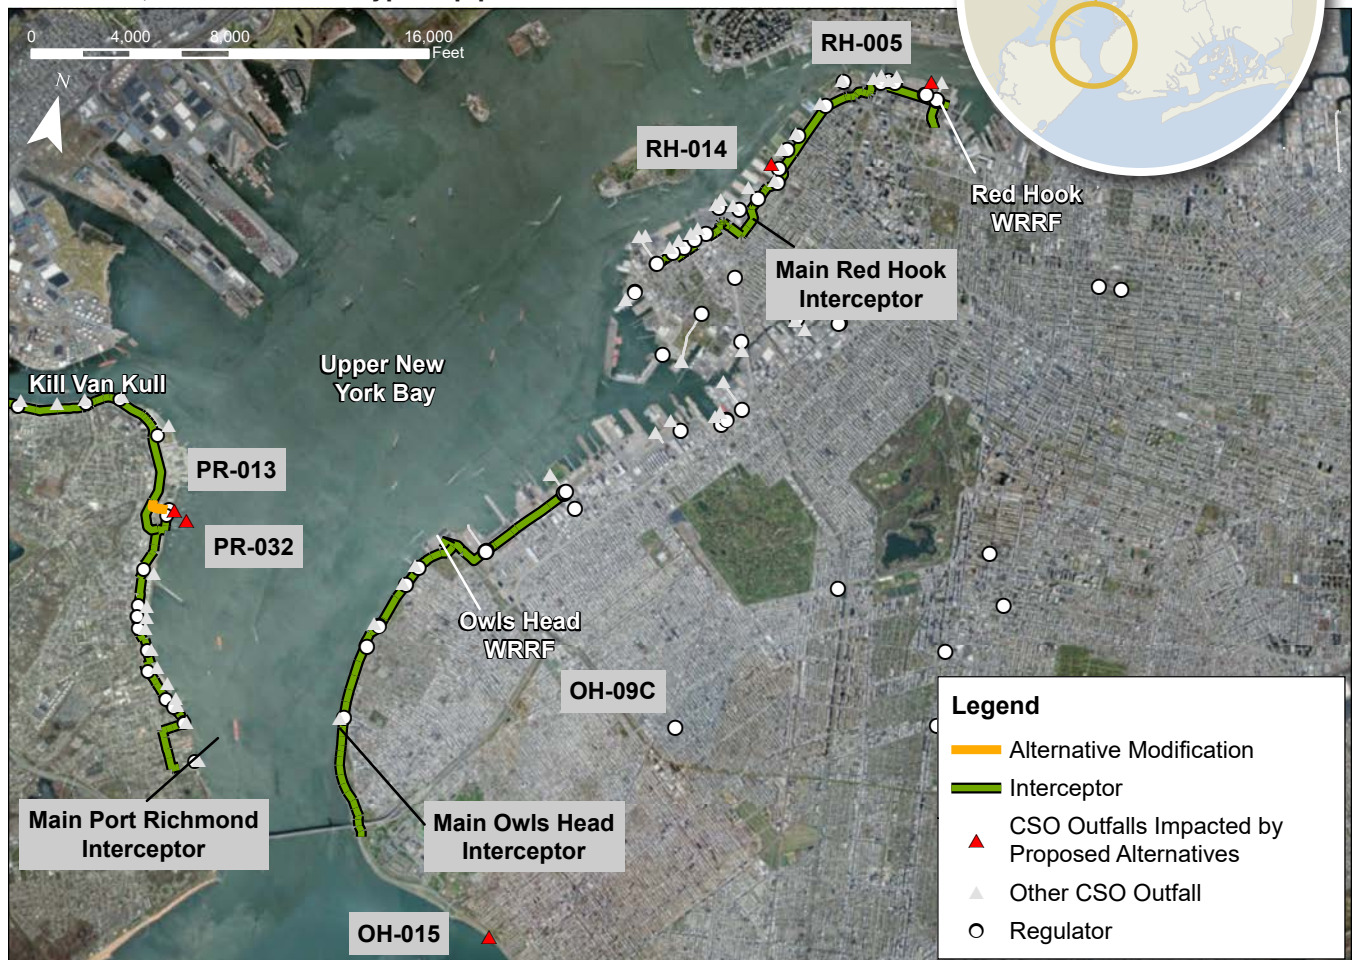 0
4,000
8,000
16,000
Feet
N
RH-005
RH-014
Red Hook
WRRF
Main Red Hook
Interceptor
Upper New
York Bay
Kill Van Kull
PR-013
PR-032
Owls Head
WRRF
OH-09C
Main Port Richmond
Interceptor
Main Owls Head
Interceptor
OH-015
Legend
Alternative Modification
Interceptor
CSO Outfalls Impacted by
Proposed Alternatives
Other CSO Outfall
Regulator